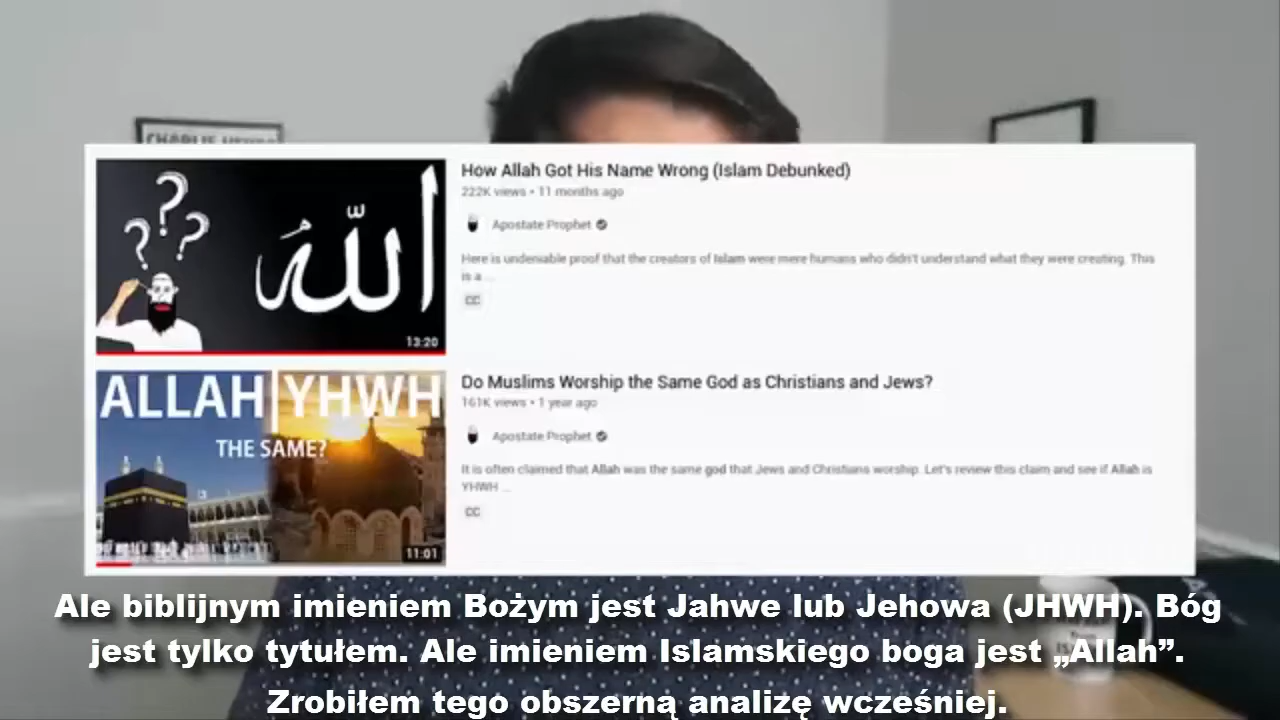 How Allah Got His Name Wrong (Islam Debunked)
222K views • 11 months ago
Apostate Prophet
Here is undeniable proof that the creators of Islam were mere humans who didn't understand what they were creating. This
is a ...
CC
الله
13:20
ALLAH YHWH
THE SAME?
11:01
Do Muslims Worship the Same God as Christians and Jews?
161K views • 1 year ago
Apostate Prophet
It is often claimed that Allah was the same god that Jews and Christians worship. Let's review this claim and see if Allah is
YHWH ...
CC
Ale biblijnym imieniem Bożym jest Jahwe lub Jehowa (JHWH). Bóg
jest tylko tytułem. Ale imieniem Islamskiego boga jest „Allah”.
Zrobiłem tego obszerną analizę wcześniej.